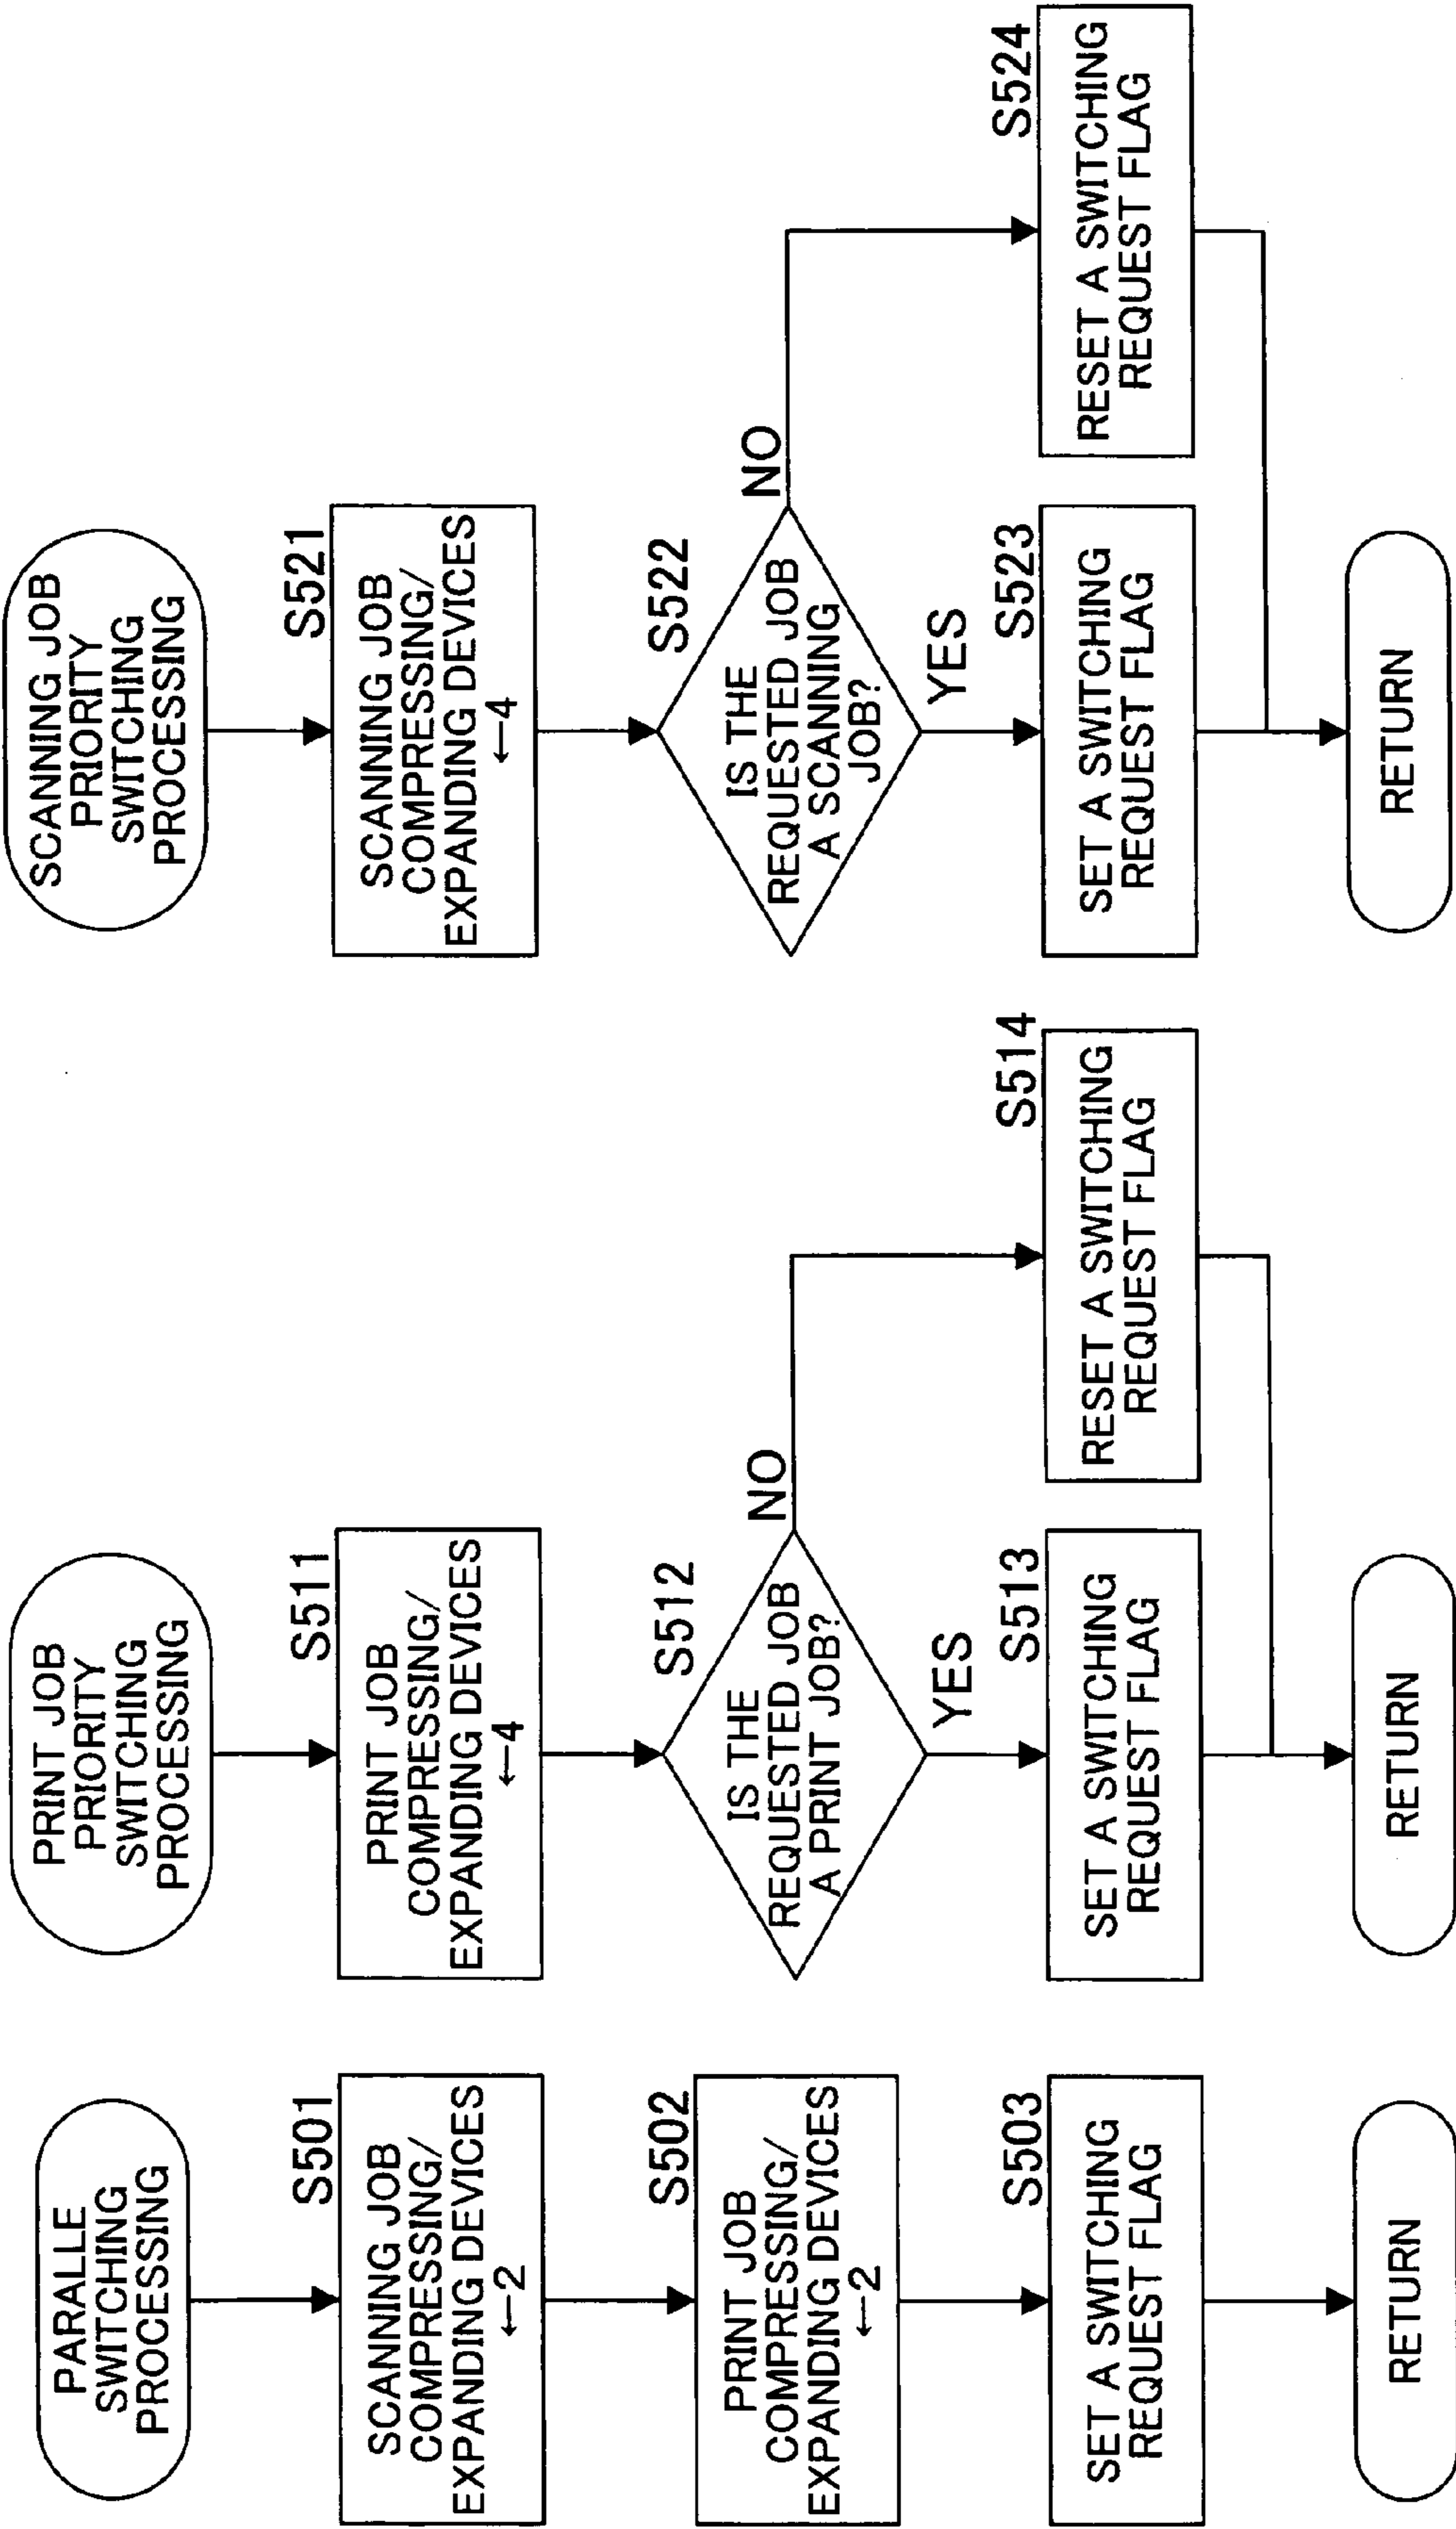 PARALLE
SWITCHING
PROCESSING
S501
SCANNING JOB
COMPRESSING/
EXPANDING DEVICES
←2
S502
PRINT JOB
COMPRESSING/
EXPANDING DEVICES
←2
S503
SET A SWITCHING
REQUEST FLAG
RETURN
PRINT JOB
PRIORITY
SWITCHING
PROCESSING
S511
PRINT JOB
COMPRESSING/
EXPANDING DEVICES
←4
S512
IS THE
REQUESTED JOB
A PRINT JOB?
NO
YES
S513
SET A SWITCHING
REQUEST FLAG
S514
RESET A SWITCHING
REQUEST FLAG
RETURN
SCANNING JOB
PRIORITY
SWITCHING
PROCESSING
S521
SCANNING JOB
COMPRESSING/
EXPANDING DEVICES
←4
S522
IS THE
REQUESTED JOB
A SCANNING
JOB?
NO
YES
S523
SET A SWITCHING
REQUEST FLAG
S524
RESET A SWITCHING
REQUEST FLAG
RETURN